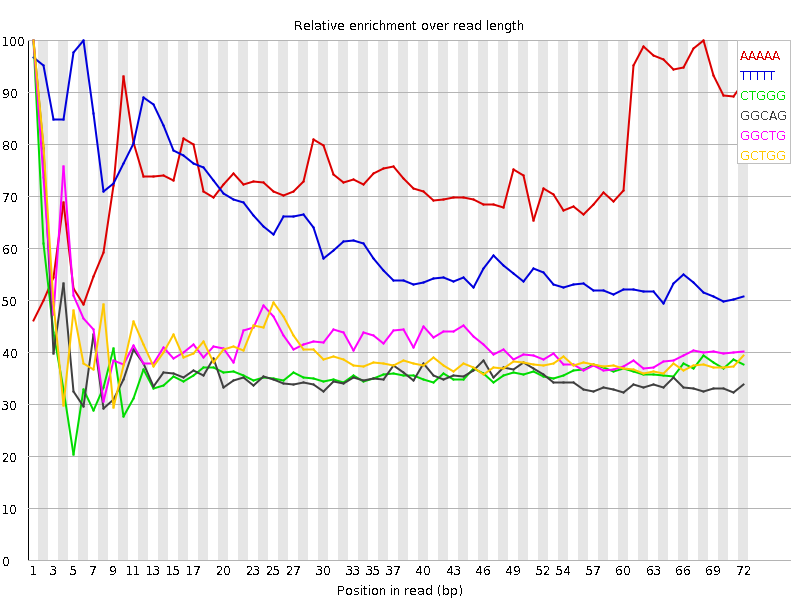 Relative enrichment over read length
100
90
80
70
60
50
40
30
20
10
0
AAAAA
TTTTT
CTGGG
GGCAG
GGCTG
GCTGG
1 3 5 7 9 11 13 15 17 20 23 25 27 30 33 35 37 40 43 46 49 52 54 57 60 63 66 69 72
Position in read (bp)